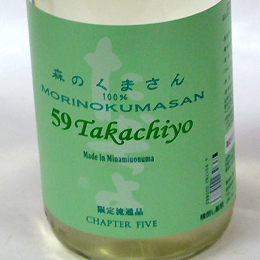 森のくまさん
100%
MORINOKUMASAN
59 Takachiyo
Made in Minamiuonuma
限定流通品
CHAPTER FIVE